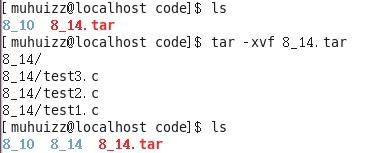 [muhuizz@localhost code]$ ls
8_10  8_14.tar
[muhuizz@localhost code]$ tar -xvf 8_14.tar
8_14/
8_14/test3.c
8_14/test2.c
8_14/test1.c
[muhuizz@localhost code]$ ls
8_10  8_14  8_14.tar